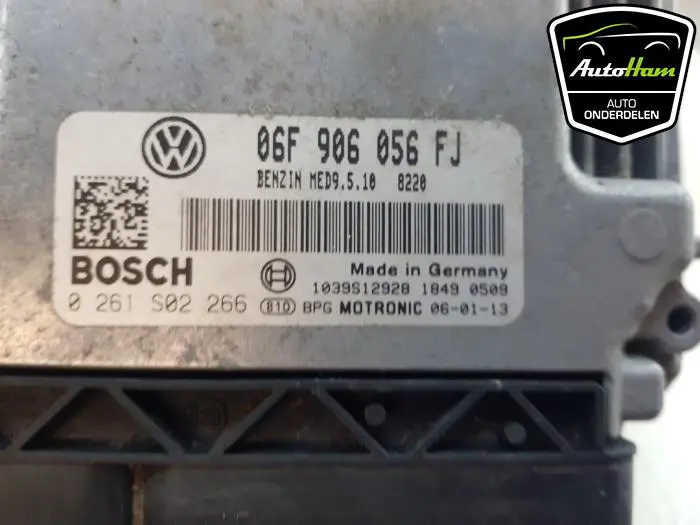 AutoHam
AUTO
ONDERDELEN
06F 906 056 FJ
BENZIN MED9.5.10 8220
BOSCH
Made in Germany
1039S12928 1849 0509
0 261 S02 266 810 BPG MOTRONIC 06-01-13